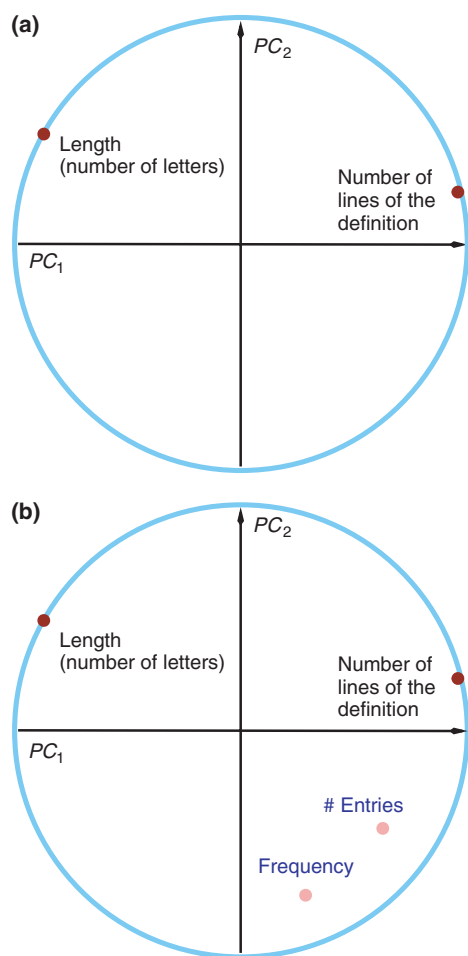 (a)
PC2
Length
(number of letters)
Number of
lines of the
definition
PC1
(b)
PC2
Length
(number of letters)
Number of
lines of the
definition
PC1
# Entries
Frequency